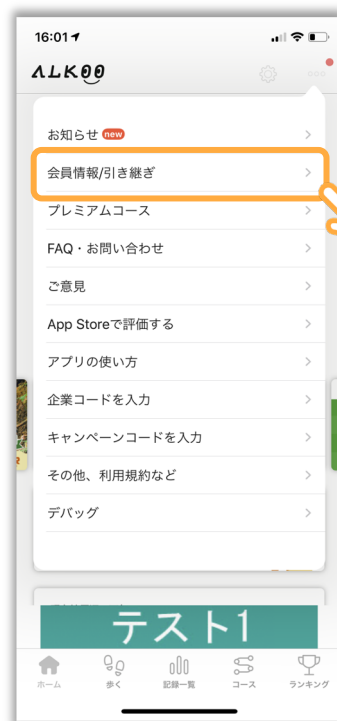 16:01
ALKOO
お知らせ new
会員情報/引き継ぎ
プレミアムコース
FAQ・お問い合わせ
ご意見
App Storeで評価する
アプリの使い方
企業コードを入力
キャンペーンコードを入力
その他、利用規約など
デバッグ
テスト1
ホーム
歩く
記録一覧
コース
ランキング